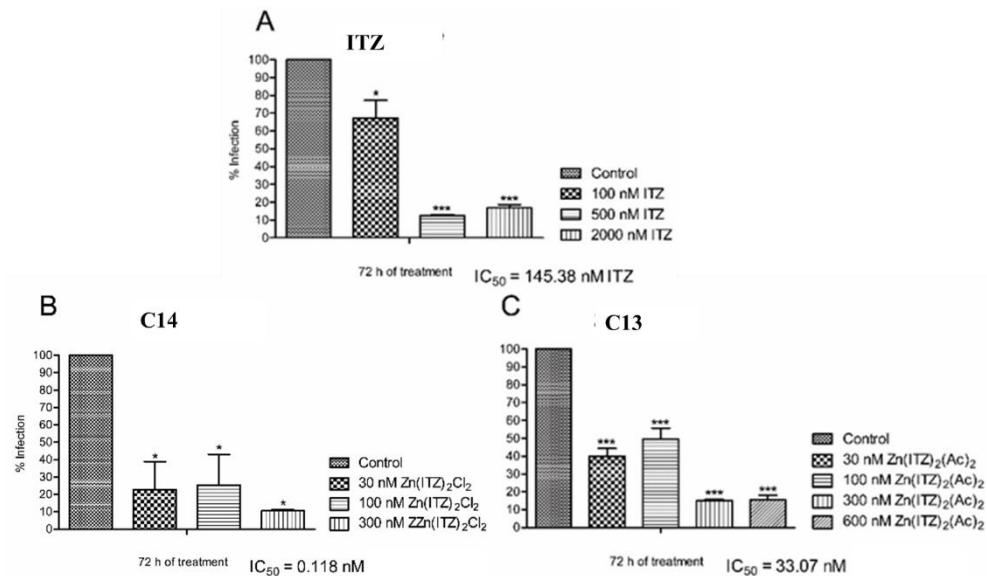 A
ITZ
% Infection
100
90
80
70
60
50
40
30
20
10
0
*
***
***
Control
100 nM ITZ
500 nM ITZ
2000 nM ITZ
72 h of treatment
IC₅₀ = 145.38 nM ITZ
B
C14
% Infection
100
90
80
70
60
50
40
30
20
10
0
*
*
*
Control
30 nM Zn(ITZ)₂Cl₂
100 nM Zn(ITZ)₂Cl₂
300 nM ZZn(ITZ)₂Cl₂
72 h of treatment
IC₅₀ = 0.118 nM
C
C13
100
90
80
70
60
50
40
30
20
10
0
***
***
***
***
Control
30 nM Zn(ITZ)₂(Ac)₂
100 nM Zn(ITZ)₂(Ac)₂
300 nM Zn(ITZ)₂(Ac)₂
600 nM Zn(ITZ)₂(Ac)₂
72 h of treatment
IC₅₀ = 33.07 nM